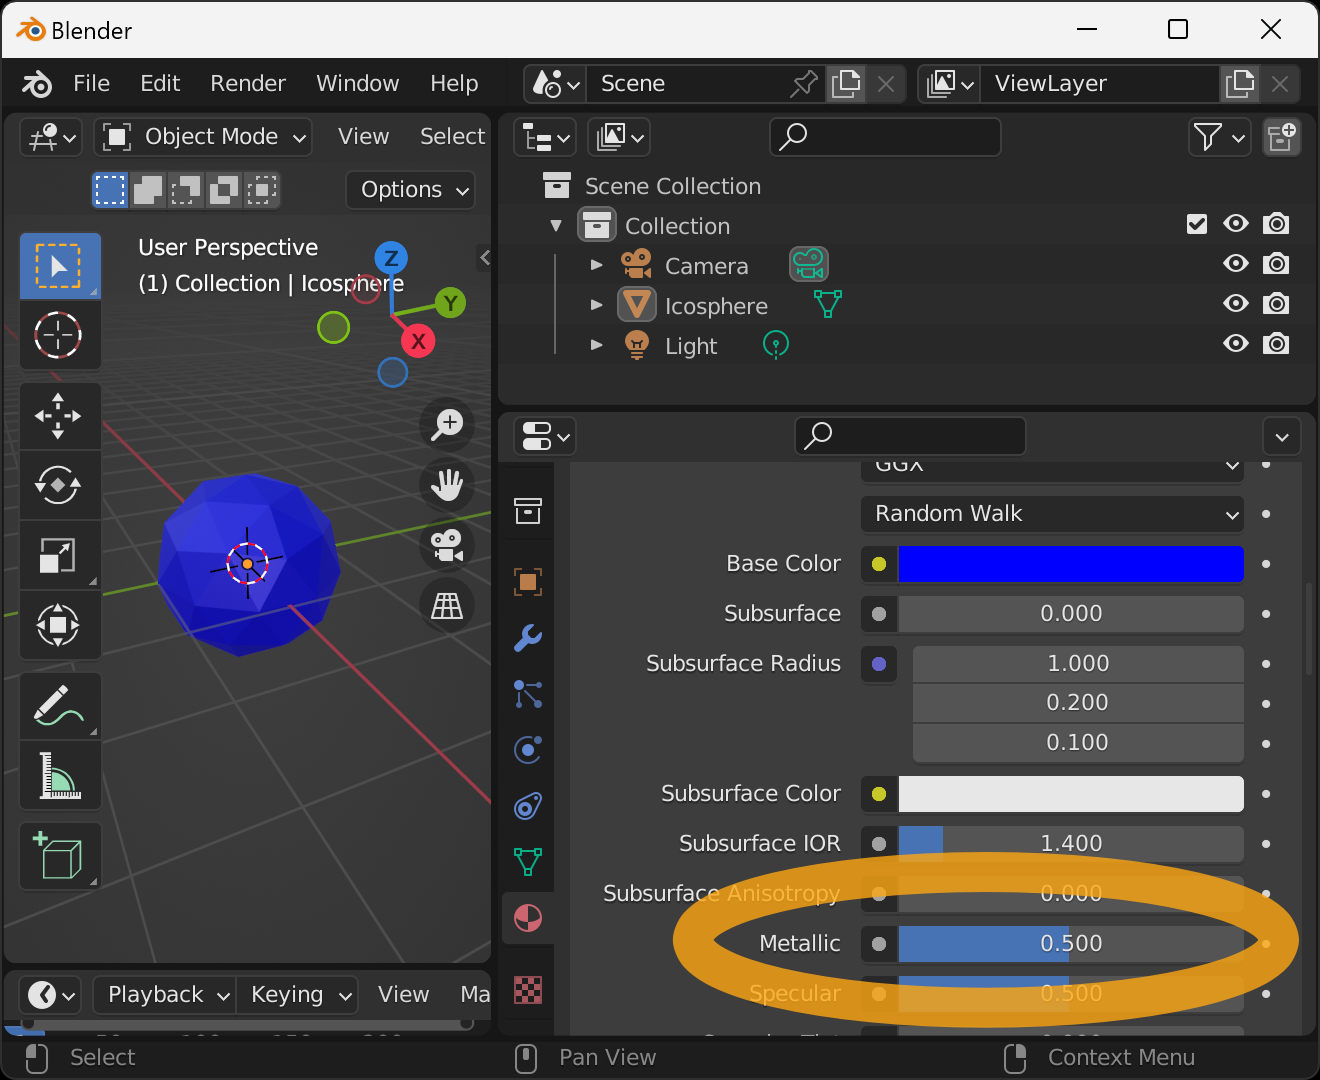 Blender
File Edit Render Window Help Scene ViewLayer
Object Mode View Select
Options
User Perspective
(1) Collection | Icosphere
Z
Y
X
Scene Collection
Collection
Camera
Icosphere
Light
GGX
Random Walk
Base Color
Subsurface 0.000
Subsurface Radius 1.000
0.200
0.100
Subsurface Color
Subsurface IOR 1.400
Subsurface Anisotropy 0.000
Metallic 0.500
Specular 0.500
Playback Keying View Ma
Select Pan View Context Menu